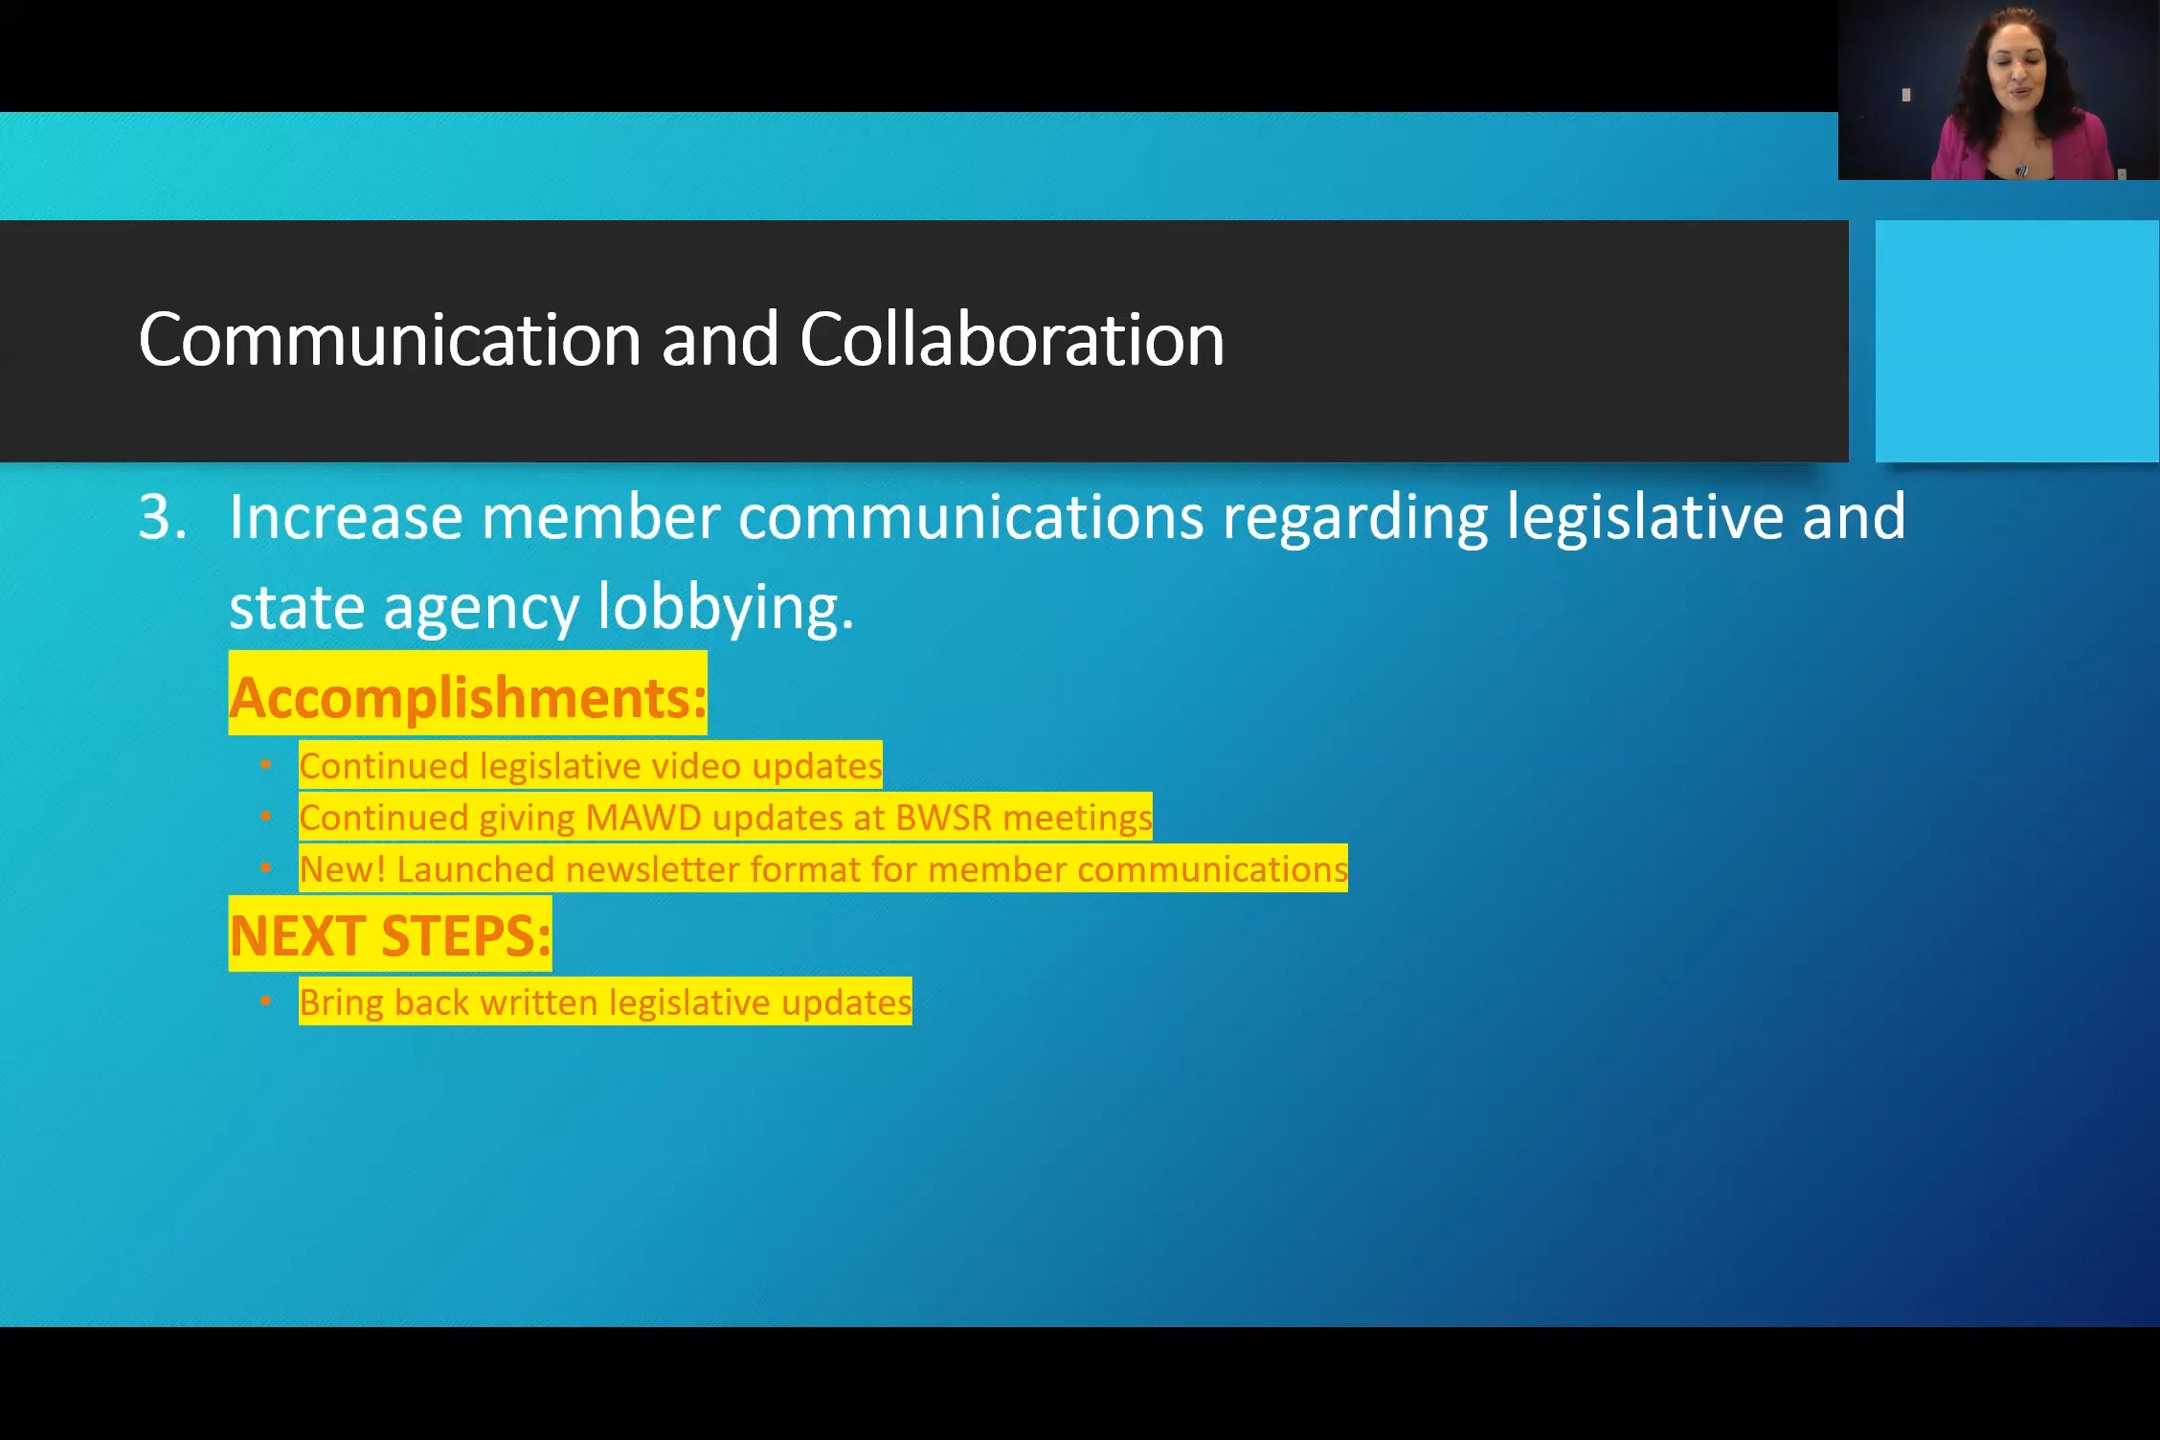 Communication and Collaboration
3. Increase member communications regarding legislative and
state agency lobbying.
Accomplishments:
• Continued legislative video updates
• Continued giving MAWD updates at BWSR meetings
• New! Launched newsletter format for member communications
NEXT STEPS:
• Bring back written legislative updates